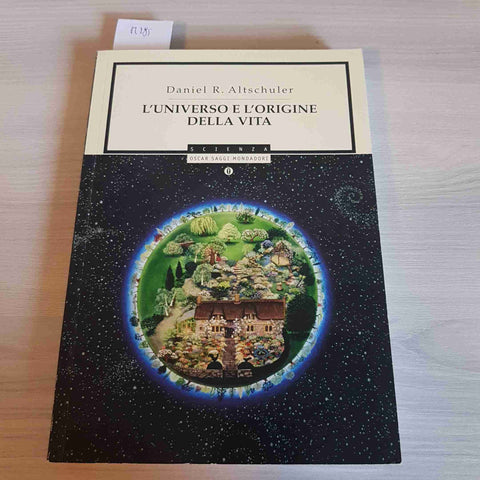 Daniel R. Altschuler
L'UNIVERSO E L'ORIGINE
DELLA VITA
SCIENZA
OSCAR SAGGI MONDADORI